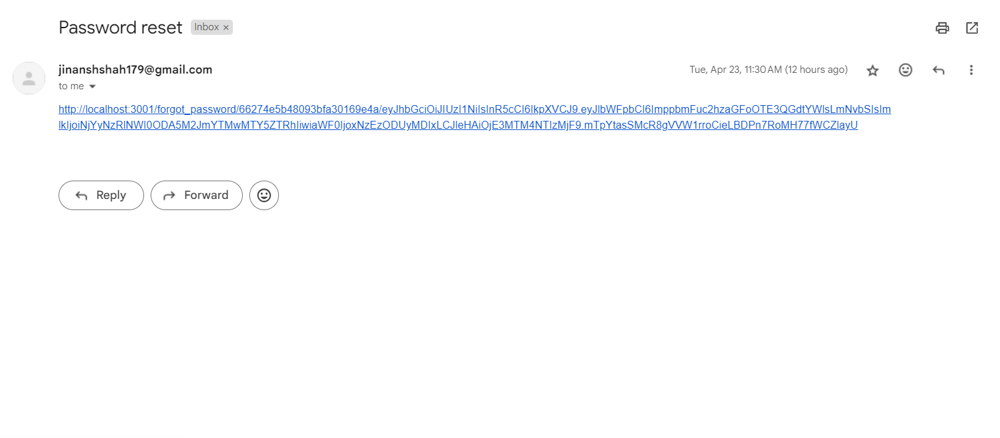 Password reset Inbox ×
jinanshshah179@gmail.com Tue, Apr 23, 11:30 AM (12 hours ago)
to me
http://localhost:3001/forgot_password/66274e5b48093bfa30169e4a/eyJhbGciOiJIUzI1NiIsInR5cCI6IkpXVCJ9.eyJlbWFpbCI6ImppbmFuc2hzaGFoOTE3QGdtYWlsLmNvbSIsIm
lkIjoiNjYyNzRlNWI0ODA5M2JmYTMwMTY5ZTRhIiwiaWF0IjoxNzEzODUyMDIxLCJleHAiOjE3MTM4NTIzMjF9.mTpYtasSMcR8gVVW1rroCieLBDPn7RoMH77fWCZlayU
Reply Forward